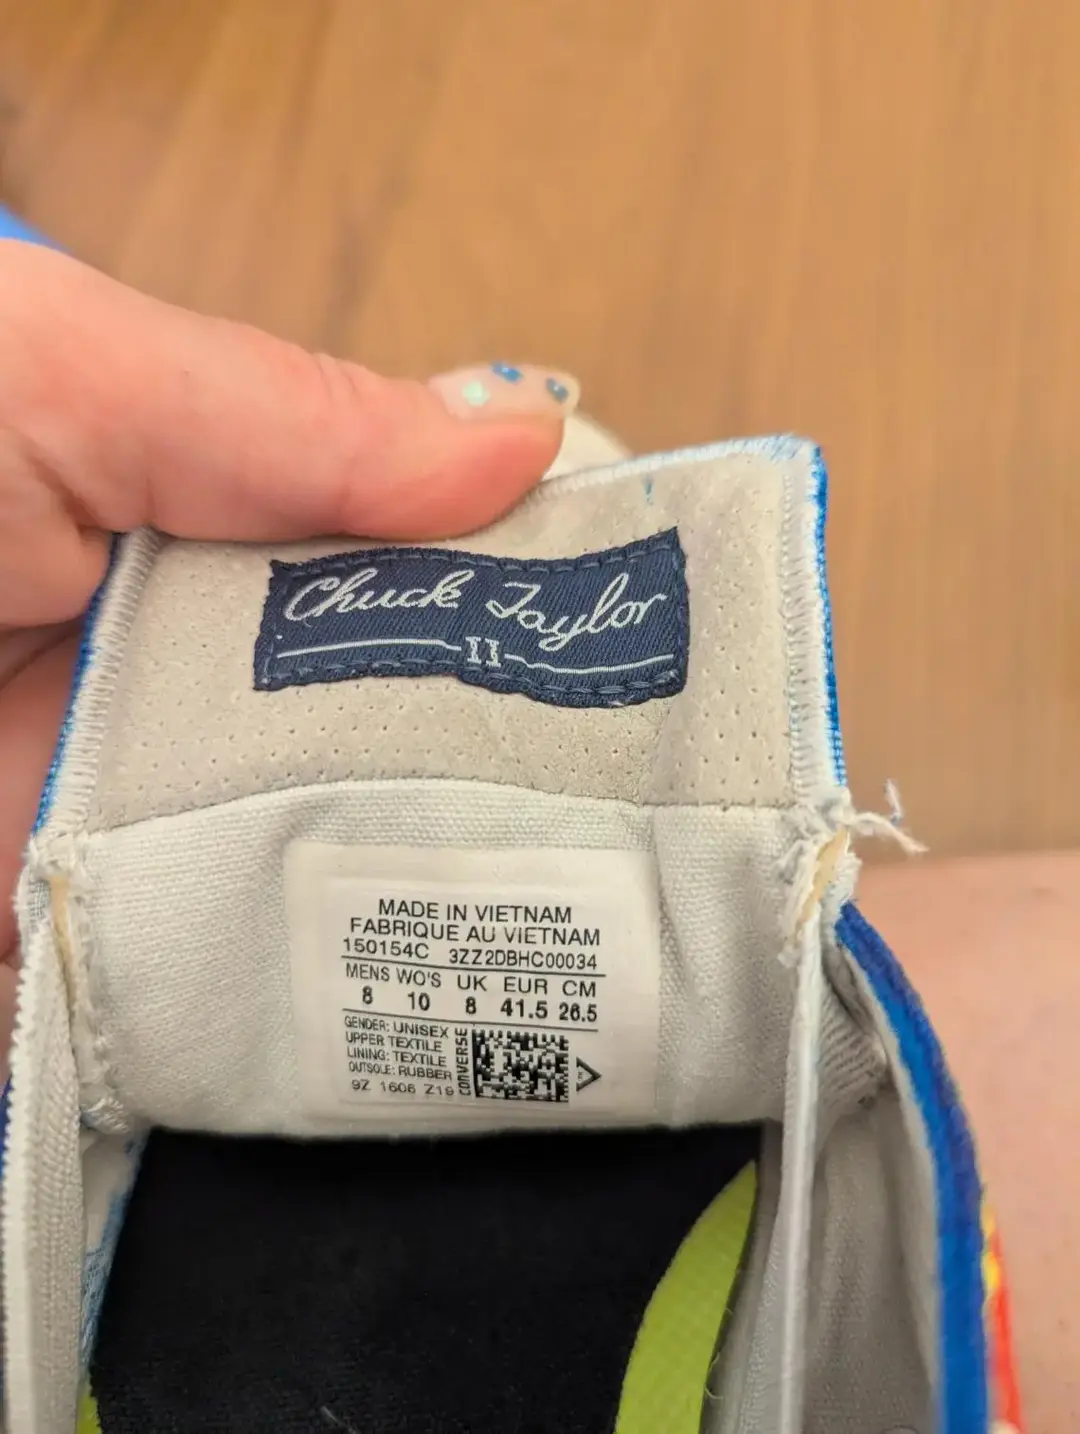 Chuck Taylor
II
MADE IN VIETNAM
FABRIQUE AU VIETNAM
150154C 3ZZ2DBHC00034
MENS WO'S UK EUR CM
8 10 8 41.5 26.5
GENDER: UNISEX
UPPER TEXTILE
LINING: TEXTILE
OUTSOLE: RUBBER
9Z 1606 Z19
CONVERSE